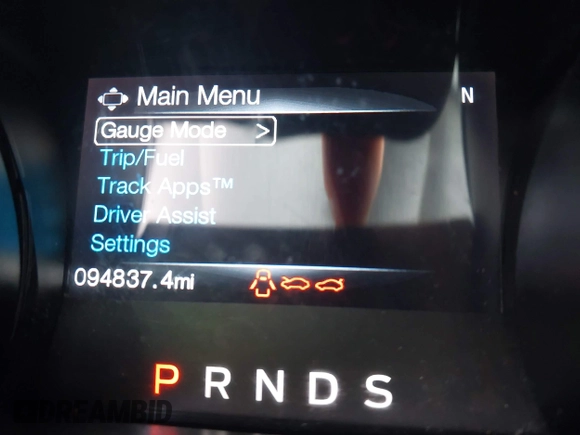 Main Menu
N
Gauge Mode >
Trip/Fuel
Track Apps™
Driver Assist
Settings
094837.4mi
P R N D S
DREAMBID